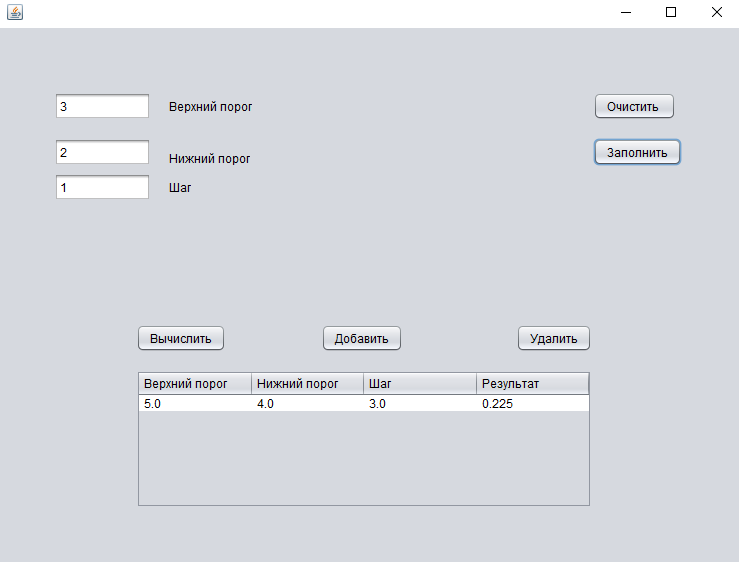 3 Верхний порог Очистить
2 Нижний порог Заполнить
1 Шаг
Вычислить Добавить Удалить
Верхний порог Нижний порог Шаг Результат
5.0 4.0 3.0 0.225